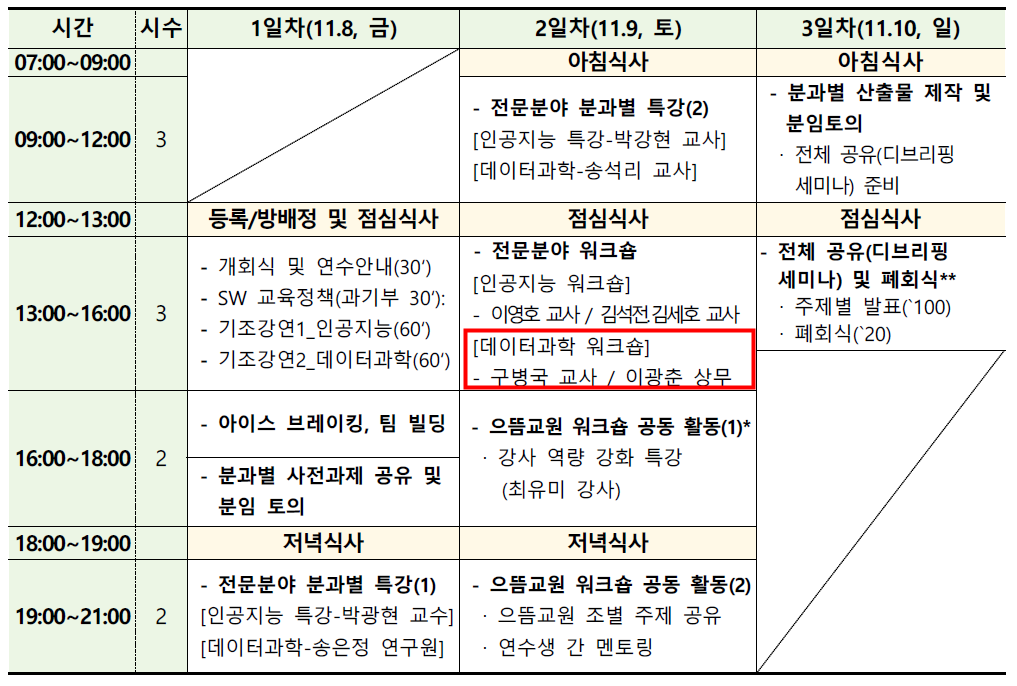 시간 시수 1일차(11.8, 금) 2일차(11.9, 토) 3일차(11.10, 일)
07:00~09:00 아침식사 아침식사
09:00~12:00 3
- 전문분야 분과별 특강(2)
[인공지능 특강-박강현 교사]
[데이터과학-송석리 교사]
- 분과별 산출물 제작 및
분임토의
· 전체 공유(디브리핑
세미나) 준비
12:00~13:00 등록/방배정 및 점심식사 점심식사 점심식사
13:00~16:00 3
- 개회식 및 연수안내(30′)
- SW 교육정책(과기부 30′):
- 기조강연1_인공지능(60′)
- 기조강연2_데이터과학(60′)
- 전문분야 워크숍
[인공지능 워크숍]
- 이영호 교사 / 김석전 김세호 교사
[데이터과학 워크숍]
- 구병국 교사 / 이광춘 상무
- 전체 공유(디브리핑
세미나) 및 폐회식**
· 주제별 발표(`100)
· 폐회식(`20)
16:00~18:00 2
- 아이스 브레이킹, 팀 빌딩
- 분과별 사전과제 공유 및
분임 토의
- 으뜸교원 워크숍 공동 활동(1)*
· 강사 역량 강화 특강
(최유미 강사)
18:00~19:00 저녁식사 저녁식사
19:00~21:00 2
- 전문분야 분과별 특강(1)
[인공지능 특강-박광현 교수]
[데이터과학-송은정 연구원]
- 으뜸교원 워크숍 공동 활동(2)
· 으뜸교원 조별 주제 공유
· 연수생 간 멘토링